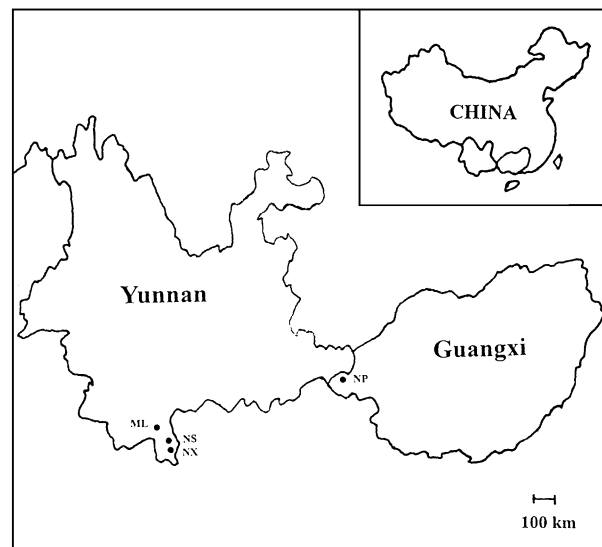 CHINA
Yunnan
Guangxi
NP
ML
NS
NX
100 km